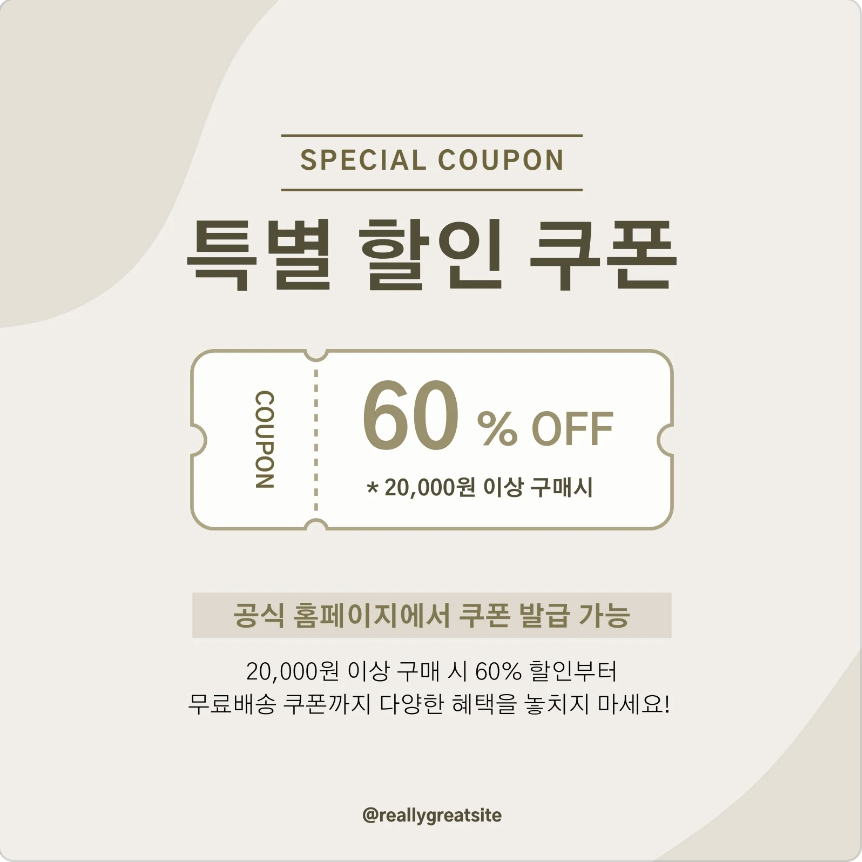 SPECIAL COUPON
특별 할인 쿠폰
COUPON
60 % OFF
* 20,000원 이상 구매시
공식 홈페이지에서 쿠폰 발급 가능
20,000원 이상 구매 시 60% 할인부터
무료배송 쿠폰까지 다양한 혜택을 놓치지 마세요!
@reallygreatsite